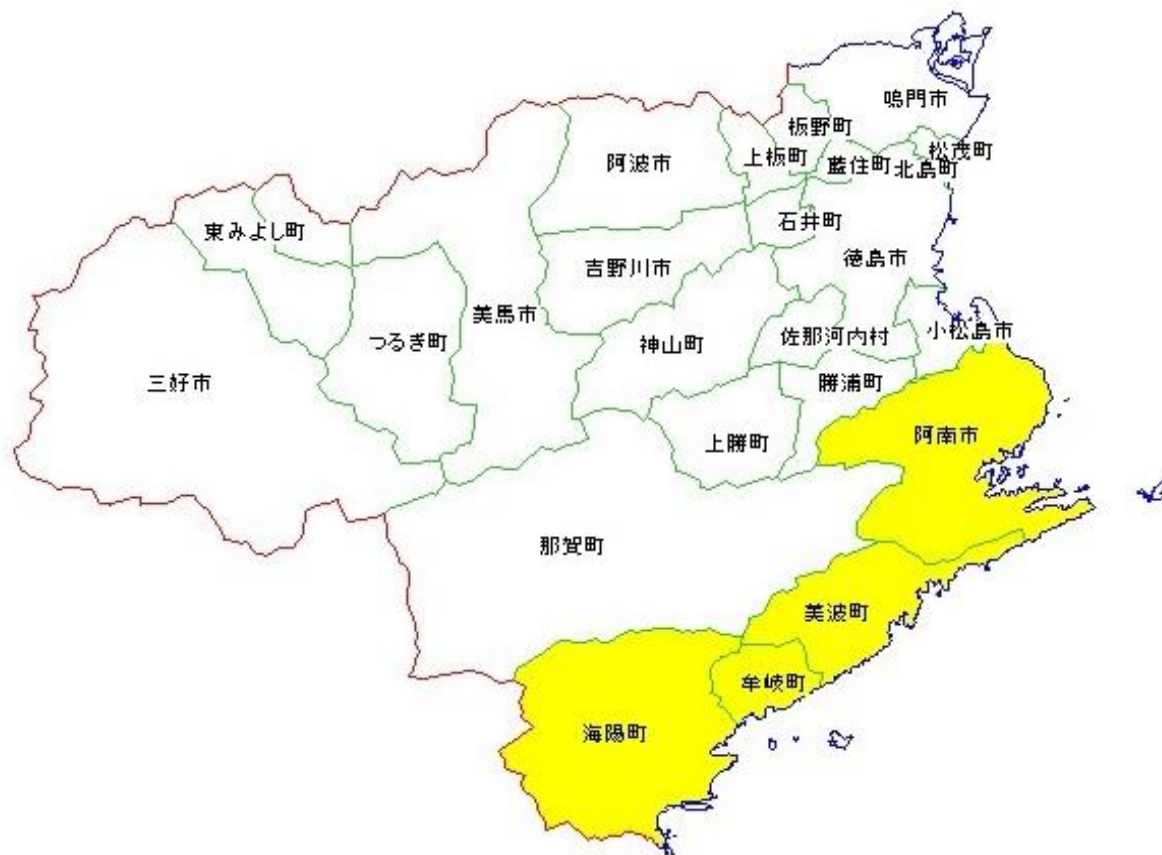 鳴門市
板野町
松茂町
上板町
藍住町
北島町
阿波市
石井町
東みよし町
徳島市
吉野川市
美馬市
小松島市
つるぎ町
神山町
佐那河内村
三好市
勝浦町
阿南市
上勝町
那賀町
美波町
牟岐町
海陽町